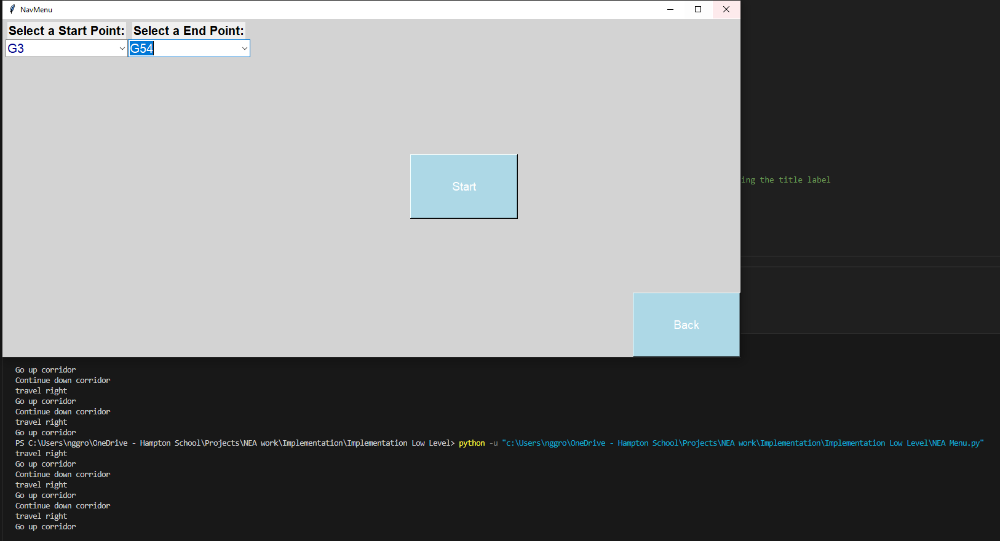 NavMenu
Select a Start Point: Select a End Point:
G3 G54
ing the title label
Start
Back
Go up corridor
Continue down corridor
travel right
Go up corridor
Continue down corridor
travel right
Go up corridor
PS C:\Users\nggro\OneDrive - Hampton School\Projects\NEA work\Implementation\Implementation Low Level> python -u "c:\Users\nggro\OneDrive - Hampton School\Projects\NEA work\Implementation\Implementation Low Level\NEA Menu.py"
travel right
Go up corridor
Continue down corridor
travel right
Go up corridor
Continue down corridor
travel right
Go up corridor